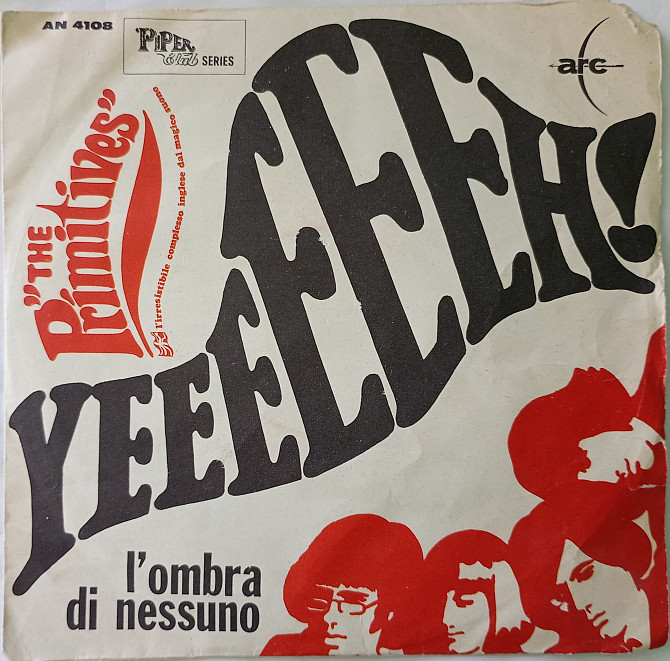 AN 4108
PIPER
Club SERIES
arc
"THE
Primitives"
l'irresistibile complesso inglese dal magico suono
YEEEEEEEH!
l'ombra
di nessuno